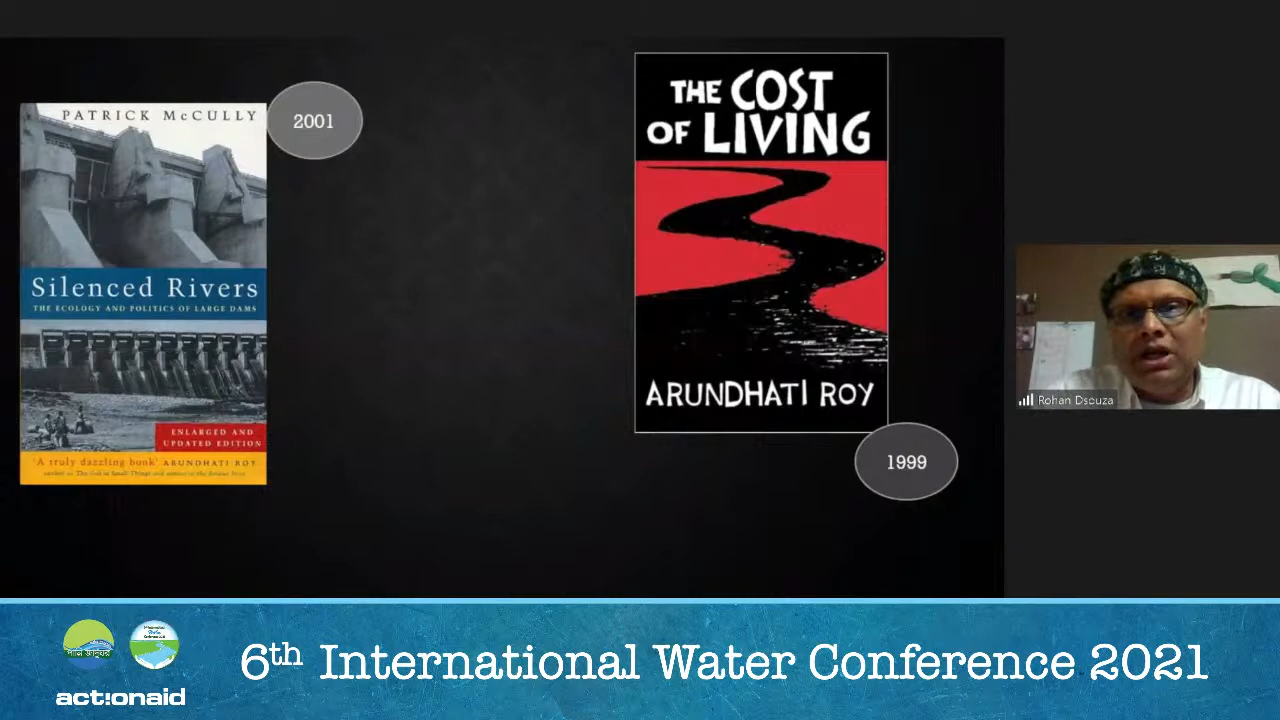 PATRICK McCULLY
2001
Silenced Rivers
THE ECOLOGY AND POLITICS OF LARGE DAMS
ENLARGED AND
UPDATED EDITION
'A truly dazzling book' ARUNDHATI ROY
THE COST
OF LIVING
ARUNDHATI ROY
1999
Rohan Dsouza
act:onaid
6th International Water Conference 2021